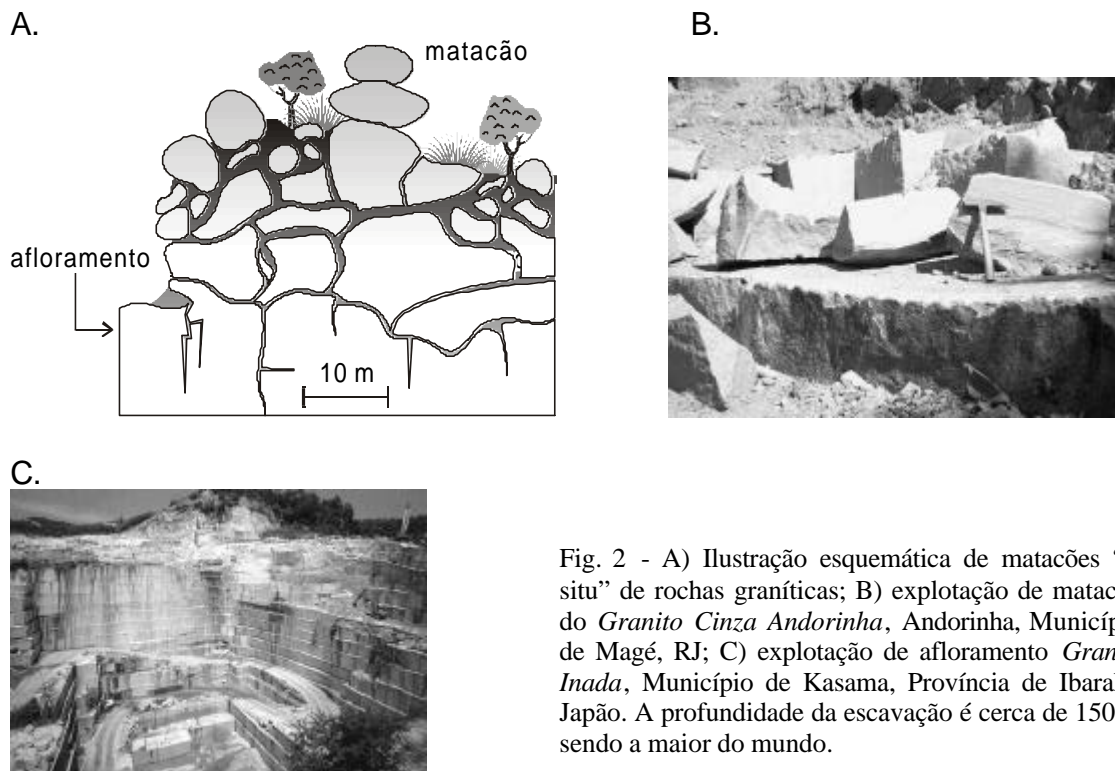 A.
B.
matacão
afloramento
10 m
C.
Fig. 2 - A) Ilustração esquemática de matacões “
situ” de rochas graníticas; B) explotação de matac
do Granito Cinza Andorinha, Andorinha, Municíp
de Magé, RJ; C) explotação de afloramento Gran
Inada, Município de Kasama, Província de Ibara
Japão. A profundidade da escavação é cerca de 150
sendo a maior do mundo.